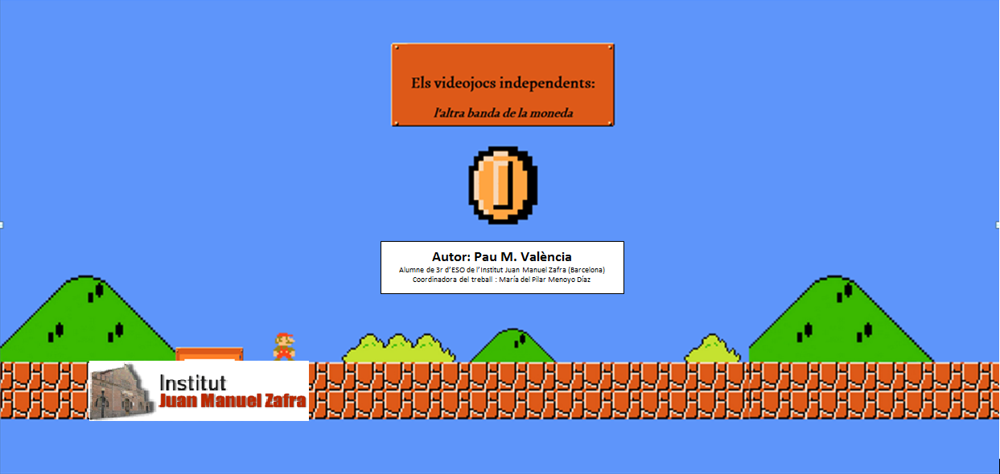 Els videojocs independents:
l'altra banda de la moneda
Autor: Pau M. València
Alumne de 3r d'ESO de l'Institut Juan Manuel Zafra (Barcelona)
Coordinadora del treball : María del Pilar Menoyo Díaz
Institut
Juan Manuel Zafra